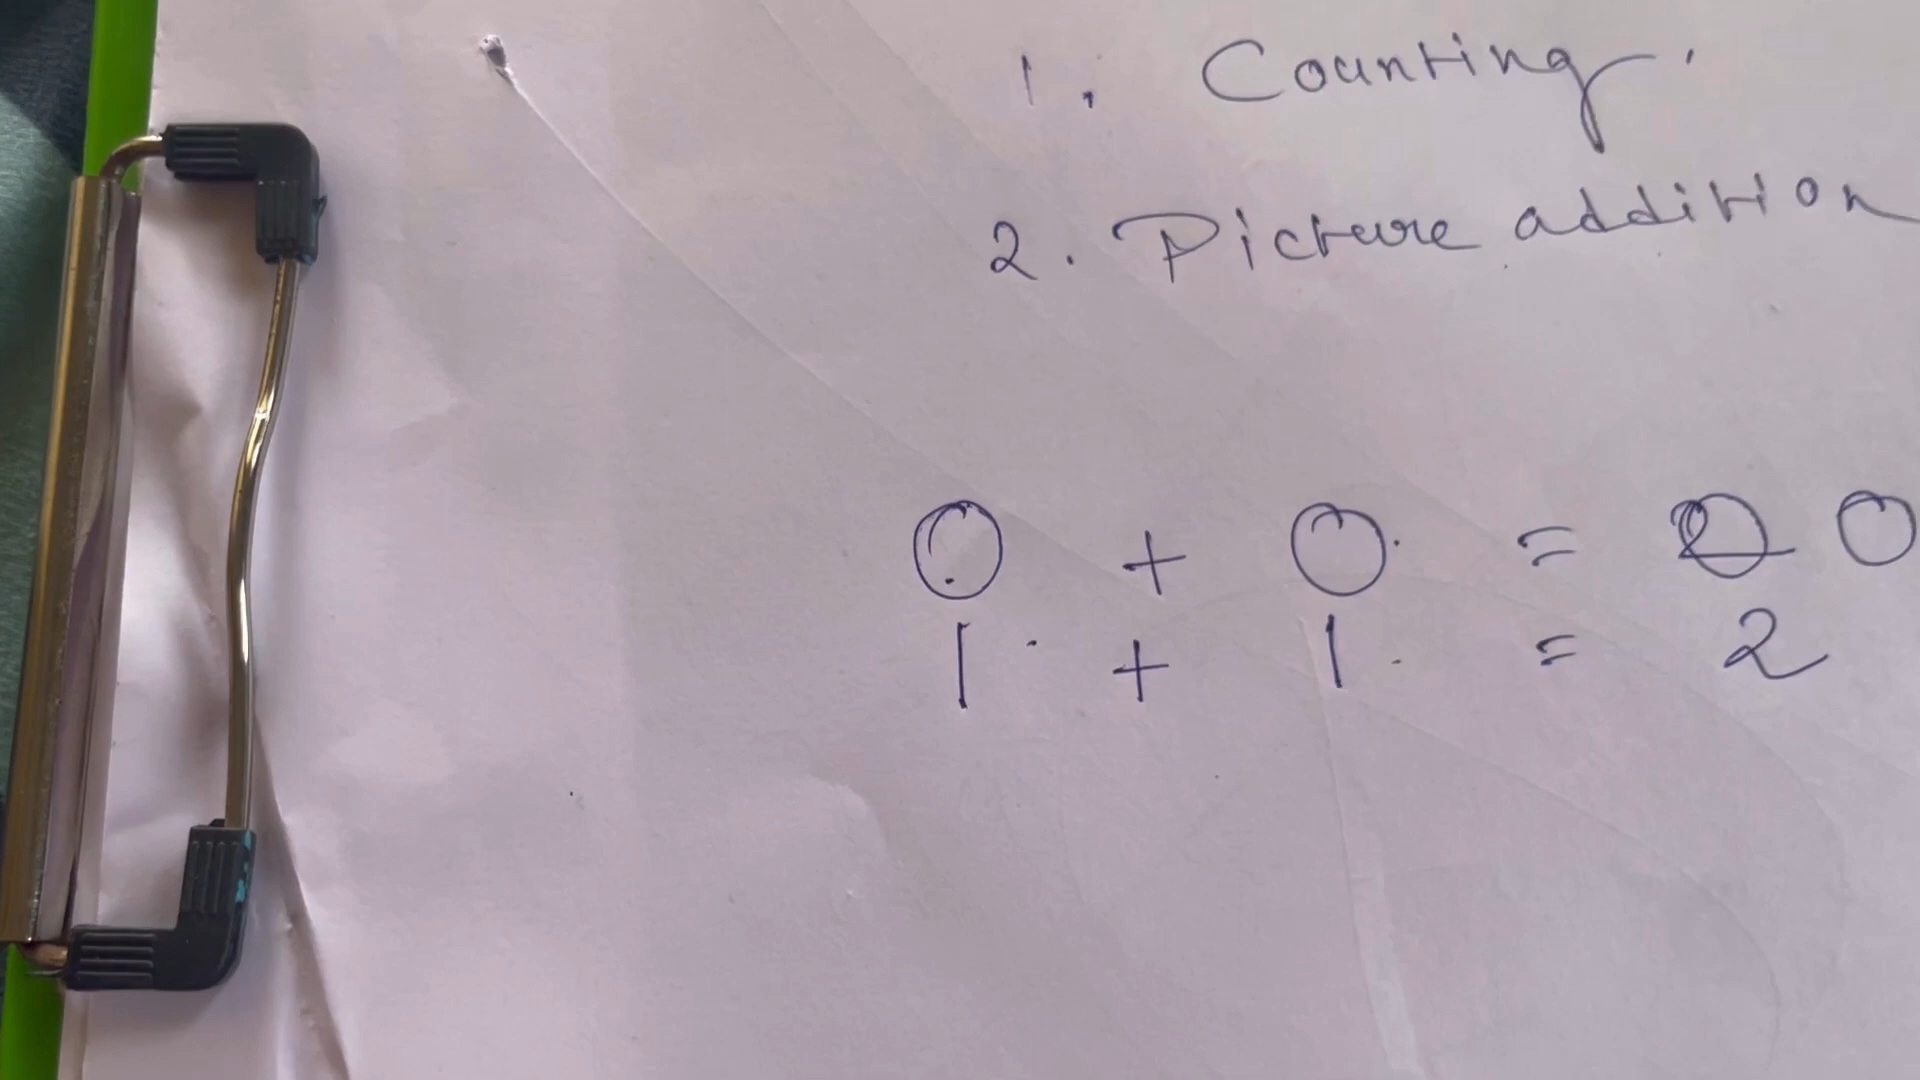 1. Counting.
2. Picture addition
O + O = O O
1 + 1 = 2